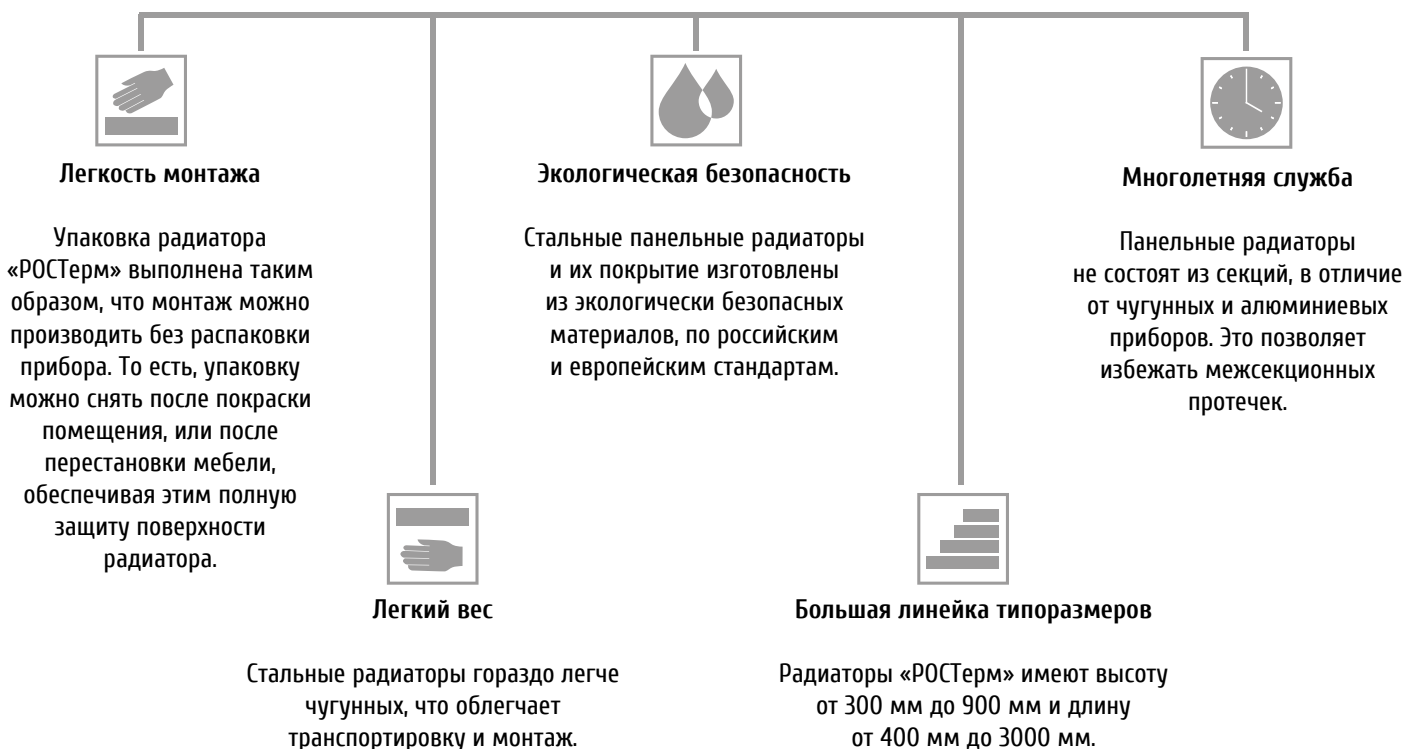 Легкость монтажа
Упаковка радиатора
«РОСТерм» выполнена таким
образом, что монтаж можно
производить без распаковки
прибора. То есть, упаковку
можно снять после покраски
помещения, или после
перестановки мебели,
обеспечивая этим полную
защиту поверхности
радиатора.
Легкий вес
Стальные радиаторы гораздо легче
чугунных, что облегчает
транспортировку и монтаж.
Экологическая безопасность
Стальные панельные радиаторы
и их покрытие изготовлены
из экологически безопасных
материалов, по российским
и европейским стандартам.
Большая линейка типоразмеров
Радиаторы «РОСТерм» имеют высоту
от 300 мм до 900 мм и длину
от 400 мм до 3000 мм.
Многолетняя служба
Панельные радиаторы
не состоят из секций, в отличие
от чугунных и алюминиевых
приборов. Это позволяет
избежать межсекционных
протечек.